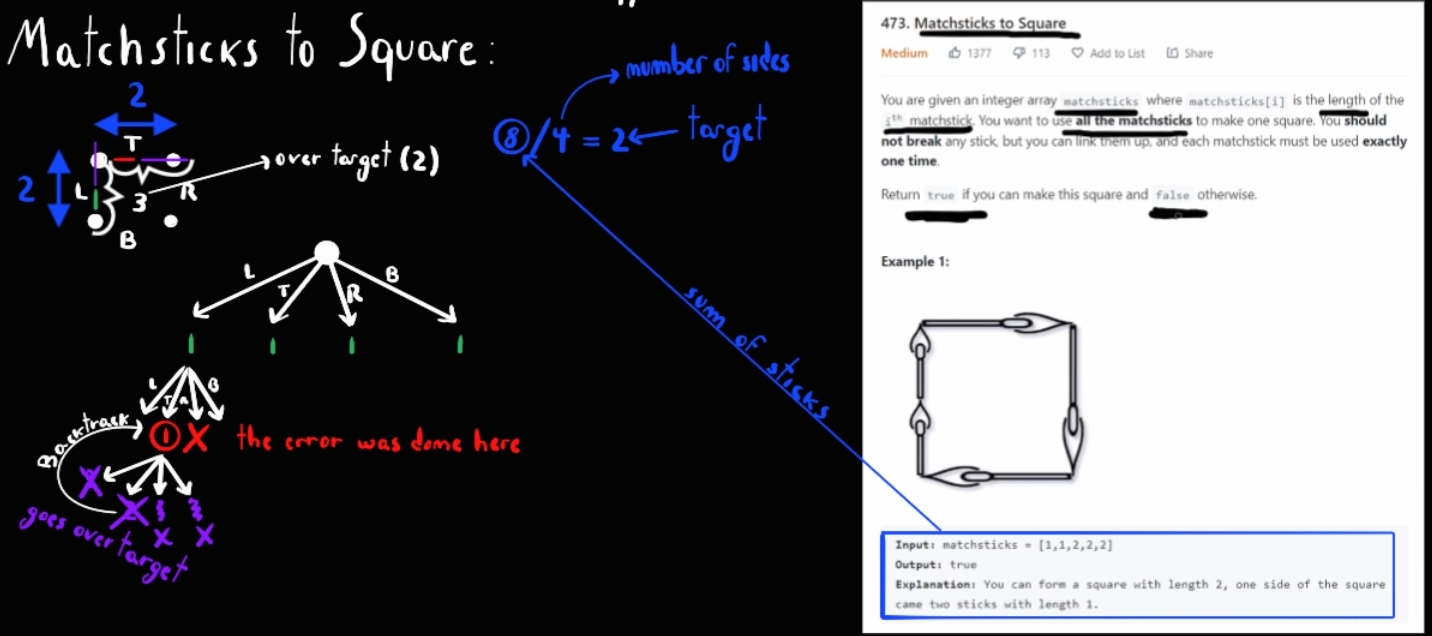 Matchsticks to Square:
2
T
2
L
3
R
B
over target (2)
number of sides
8/4 = 2
target
sum of sticks
L
T
R
B
L
T
R
B
Backtrack
1 X
the error was done here
X
X
X
X
goes over target
473. Matchsticks to Square
Medium 1377 113 Add to List Share
You are given an integer array matchsticks where matchsticks[i] is the length of the
ith matchstick. You want to use all the matchsticks to make one square. You should
not break any stick, but you can link them up, and each matchstick must be used exactly
one time.
Return true if you can make this square and false otherwise.
Example 1:
Input: matchsticks = [1,1,2,2,2]
Output: true
Explanation: You can form a square with length 2, one side of the square
came two sticks with length 1.